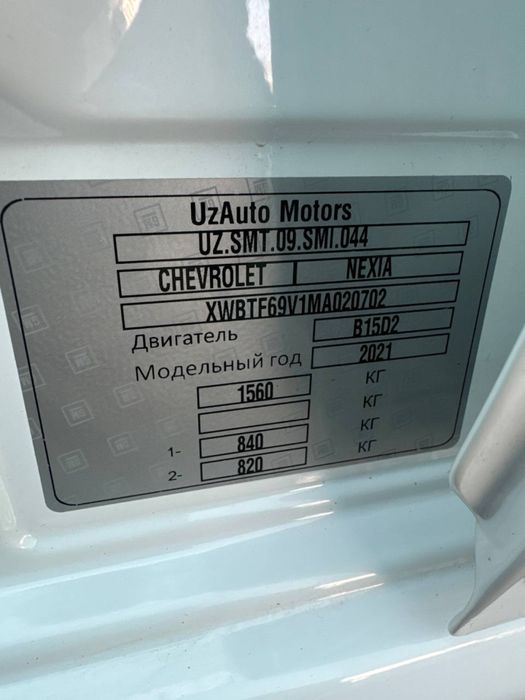 UzAuto Motors
UZ.SMT.09.SMI.044
CHEVROLET NEXIA
XWBTF69V1MA020702
Двигатель B15D2
Модельный год 2021
1560 КГ
КГ
1- 840 КГ
2- 820 КГ